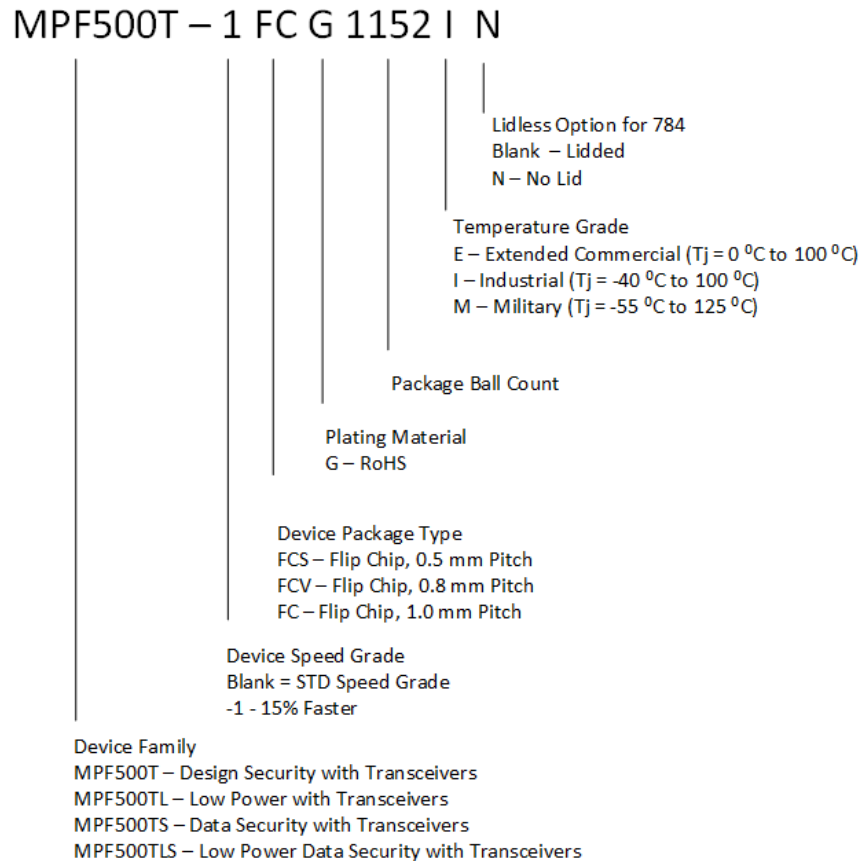 MPF500T – 1 FC G 1152 I N
Lidless Option for 784
Blank – Lidded
N – No Lid
Temperature Grade
E – Extended Commercial (Tj = 0 ⁰C to 100 ⁰C)
I – Industrial (Tj = -40 ⁰C to 100 ⁰C)
M – Military (Tj = -55 ⁰C to 125 ⁰C)
Package Ball Count
Plating Material
G – RoHS
Device Package Type
FCS – Flip Chip, 0.5 mm Pitch
FCV – Flip Chip, 0.8 mm Pitch
FC – Flip Chip, 1.0 mm Pitch
Device Speed Grade
Blank = STD Speed Grade
-1 - 15% Faster
Device Family
MPF500T – Design Security with Transceivers
MPF500TL – Low Power with Transceivers
MPF500TS – Data Security with Transceivers
MPF500TLS – Low Power Data Security with Transceivers